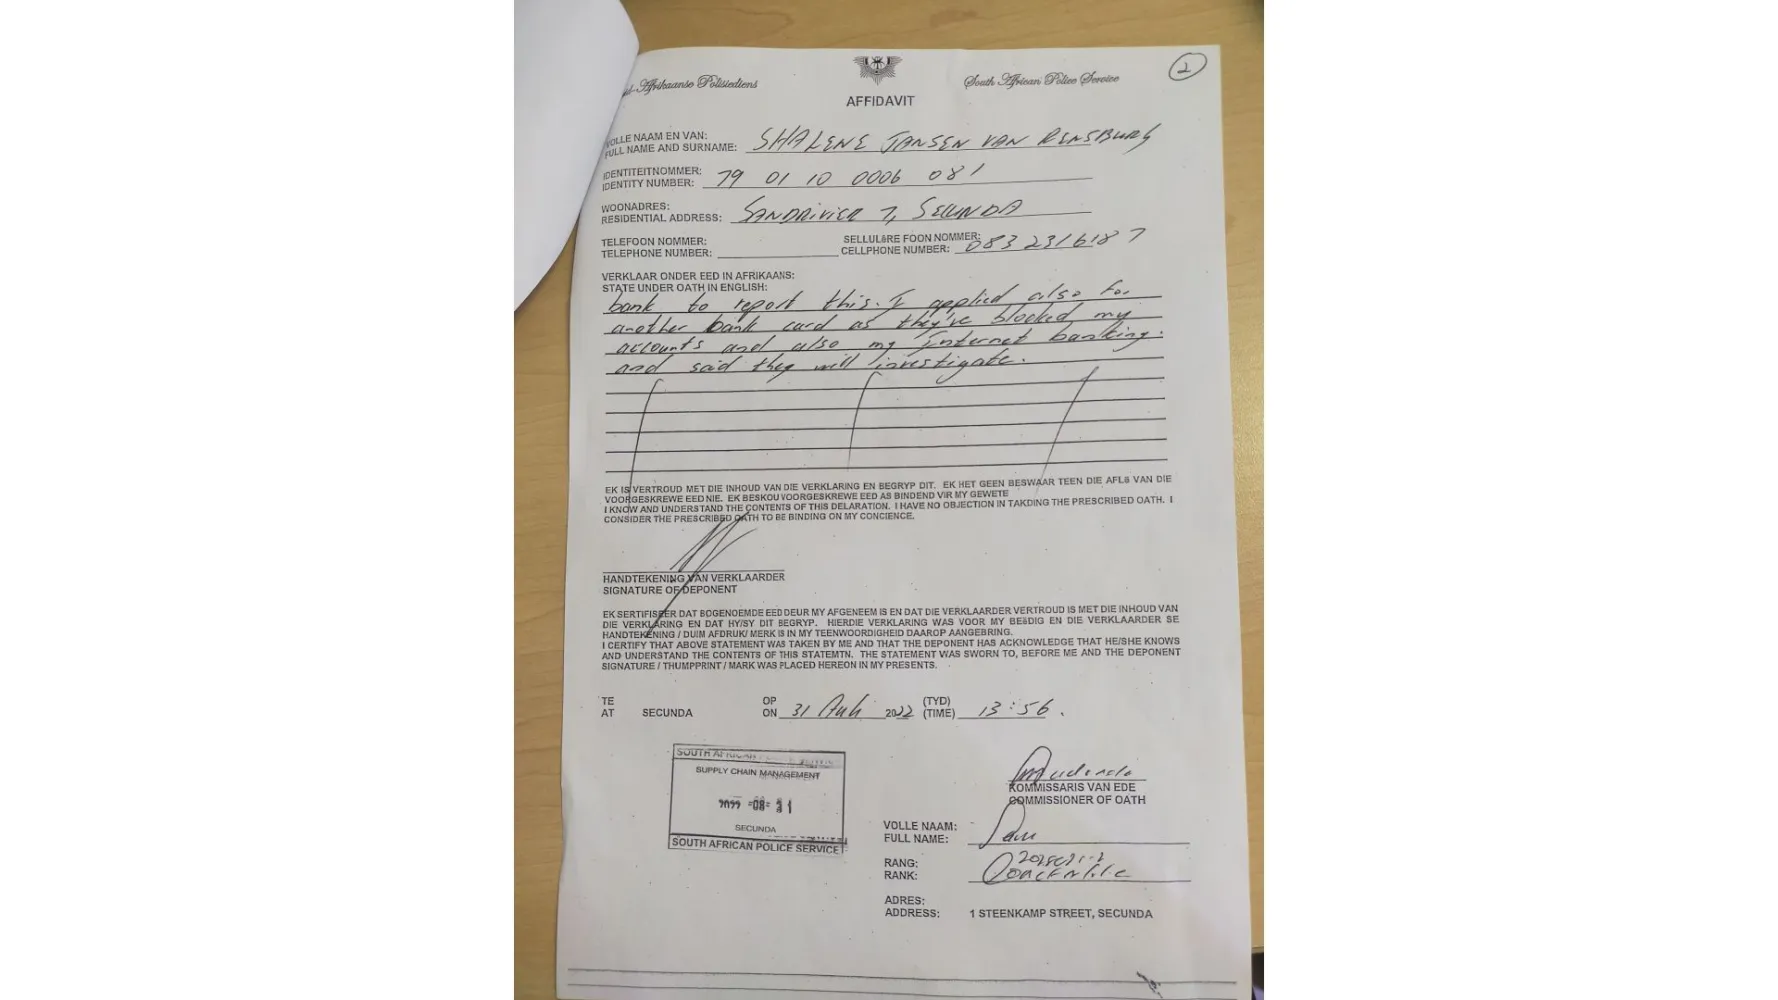 2
Afrikaanse Polisiediens
South African Police Service
AFFIDAVIT
VOLLE NAAM EN VAN:
FULL NAME AND SURNAME: SHALENE JANSEN VAN RENSBURG
IDENTITEITNOMMER:
IDENTITY NUMBER: 79 01 10 0006 081
WOONADRES:
RESIDENTIAL ADDRESS: SANDRIVIER 7, SECUNDA
TELEFOON NOMMER:
TELEPHONE NUMBER:
SELLULêRE FOON NOMMER:
CELLPHONE NUMBER: 083 2316187
VERKLAAR ONDER EED IN AFRIKAANS:
STATE UNDER OATH IN ENGLISH:
bank to report this. I applied also for
another bank card as they've blocked my
accounts and also my Internet banking.
and said they will investigate.
EK IS VERTROUD MET DIE INHOUD VAN DIE VERKLARING EN BEGRYP DIT. EK HET GEEN BESWAAR TEEN DIE AFLê VAN DIE
VOORGESKREWE EED NIE. EK BESKOU VOORGESKREWE EED AS BINDEND VIR MY GEWETE
I KNOW AND UNDERSTAND THE CONTENTS OF THIS DELARATION. I HAVE NO OBJECTION IN TAKDING THE PRESCRIBED OATH. I
CONSIDER THE PRESCRIBED OATH TO BE BINDING ON MY CONCIENCE.
HANDTEKENING VAN VERKLAARDER
SIGNATURE OF DEPONENT
EK SERTIFISEER DAT BOGENOEMDE EED DEUR MY AFGENEEM IS EN DAT DIE VERKLAARDER VERTROUD IS MET DIE INHOUD VAN
DIE VERKLARING EN DAT HY/SY DIT BEGRYP. HIERDIE VERKLARING WAS VOOR MY BEëDIG EN DIE VERKLAARDER SE
HANDTEKENING / DUIM AFDRUK/ MERK IS IN MY TEENWOORDIGHEID DAAROP AANGEBRING.
I CERTIFY THAT ABOVE STATEMENT WAS TAKEN BY ME AND THAT THE DEPONENT HAS ACKNOWLEDGE THAT HE/SHE KNOWS
AND UNDERSTAND THE CONTENTS OF THIS STATEMTN. THE STATEMENT WAS SWORN TO, BEFORE ME AND THE DEPONENT
SIGNATURE / THUMPPRINT / MARK WAS PLACED HEREON IN MY PRESENTS.
TE OP (TYD)
AT SECUNDA ON 31 2022 (TIME) 13:56.
SOUTH AFRICAN
SUPPLY CHAIN MANAGEMENT
2022 -08- 31
SECUNDA
SOUTH AFRICAN POLICE SERVICE
KOMMISSARIS VAN EDE
COMMISSIONER OF OATH
VOLLE NAAM:
FULL NAME:
RANG:
RANK:
ADRES:
ADDRESS: 1 STEENKAMP STREET, SECUNDA